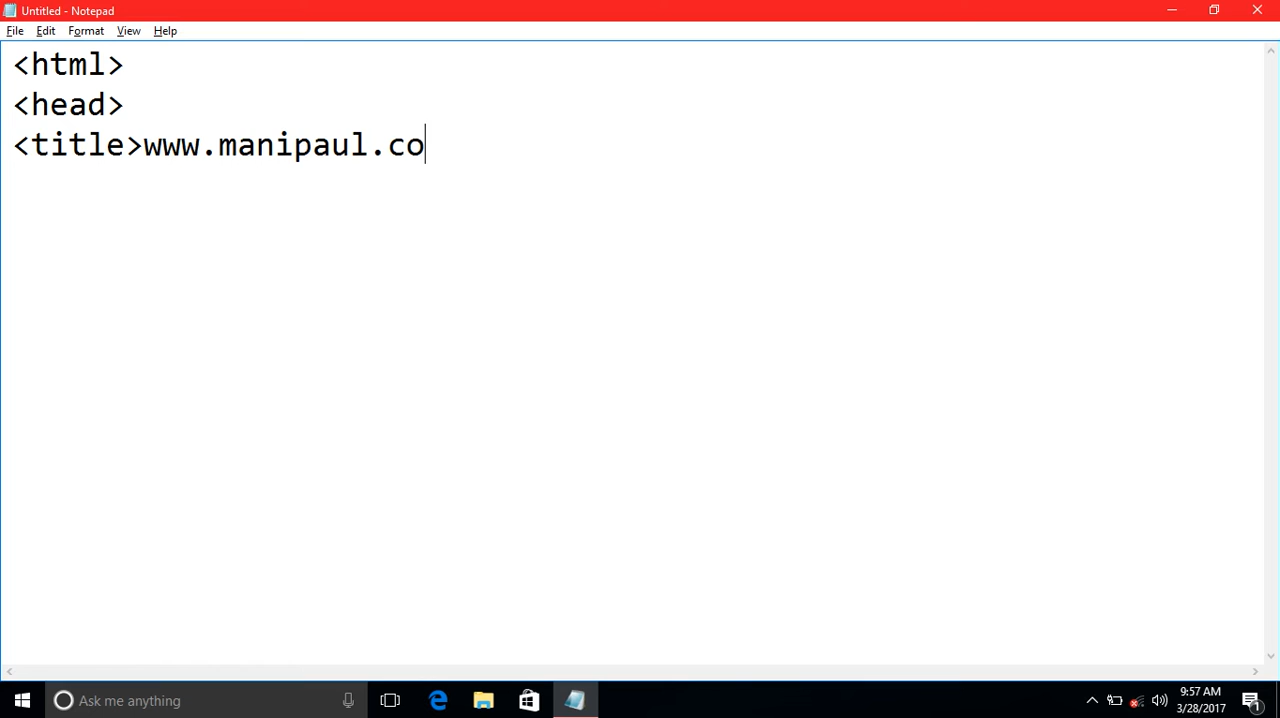 Untitled - Notepad
File Edit Format View Help
<html>
<head>
<title>www.manipaul.co
Ask me anything
9:57 AM
3/28/2017
1